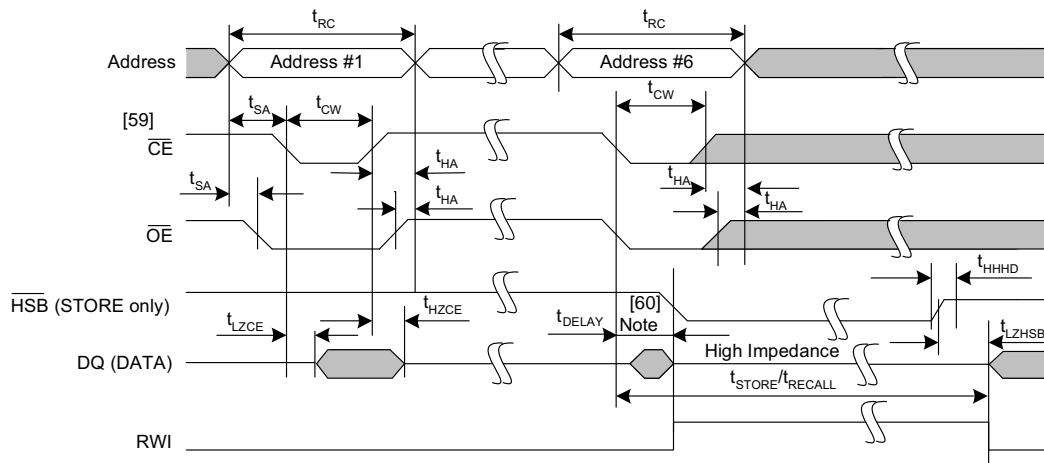 tRC
tRC
Address
Address #1
Address #6
tSA
tCW
tCW
[59]
CE
tHA
tHA
tSA
tHA
tHA
OE
tHHHD
HSB (STORE only)
tLZCE
tHZCE
tDELAY
[60]
Note
tLZHSB
High Impedance
DQ (DATA)
tSTORE/tRECALL
RWI